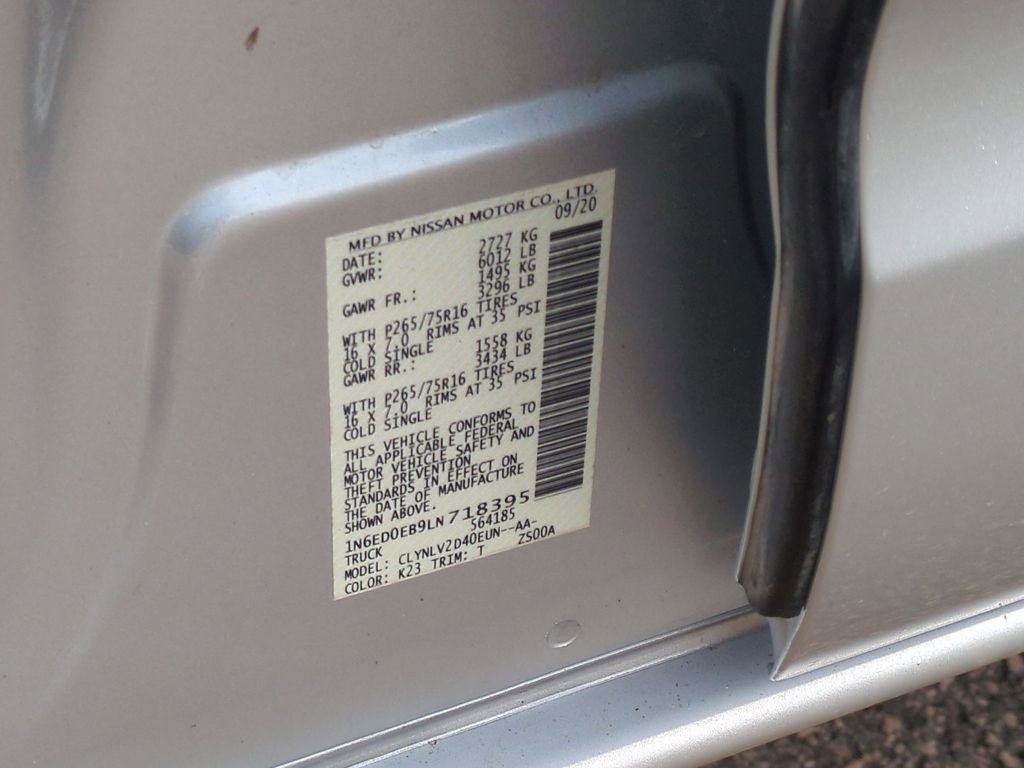 MFD BY NISSAN MOTOR CO., LTD.
DATE: 09/20
GVWR: 2727 KG
6012 LB
GAWR FR.: 1495 KG
3296 LB
WITH P265/75R16 TIRES
16 X 7.0 RIMS AT 35 PSI
COLD SINGLE
GAWR RR.: 1558 KG
3434 LB
WITH P265/75R16 TIRES
16 X 7.0 RIMS AT 35 PSI
COLD SINGLE
THIS VEHICLE CONFORMS TO
ALL APPLICABLE FEDERAL
MOTOR VEHICLE SAFETY AND
THEFT PREVENTION
STANDARDS IN EFFECT ON
THE DATE OF MANUFACTURE
SHOWN ABOVE.
1N6ED0EB9LN718395
TRUCK 564185
MODEL: CLYNLV2D40EUN--AA-
COLOR: K23 TRIM: T ZS00A